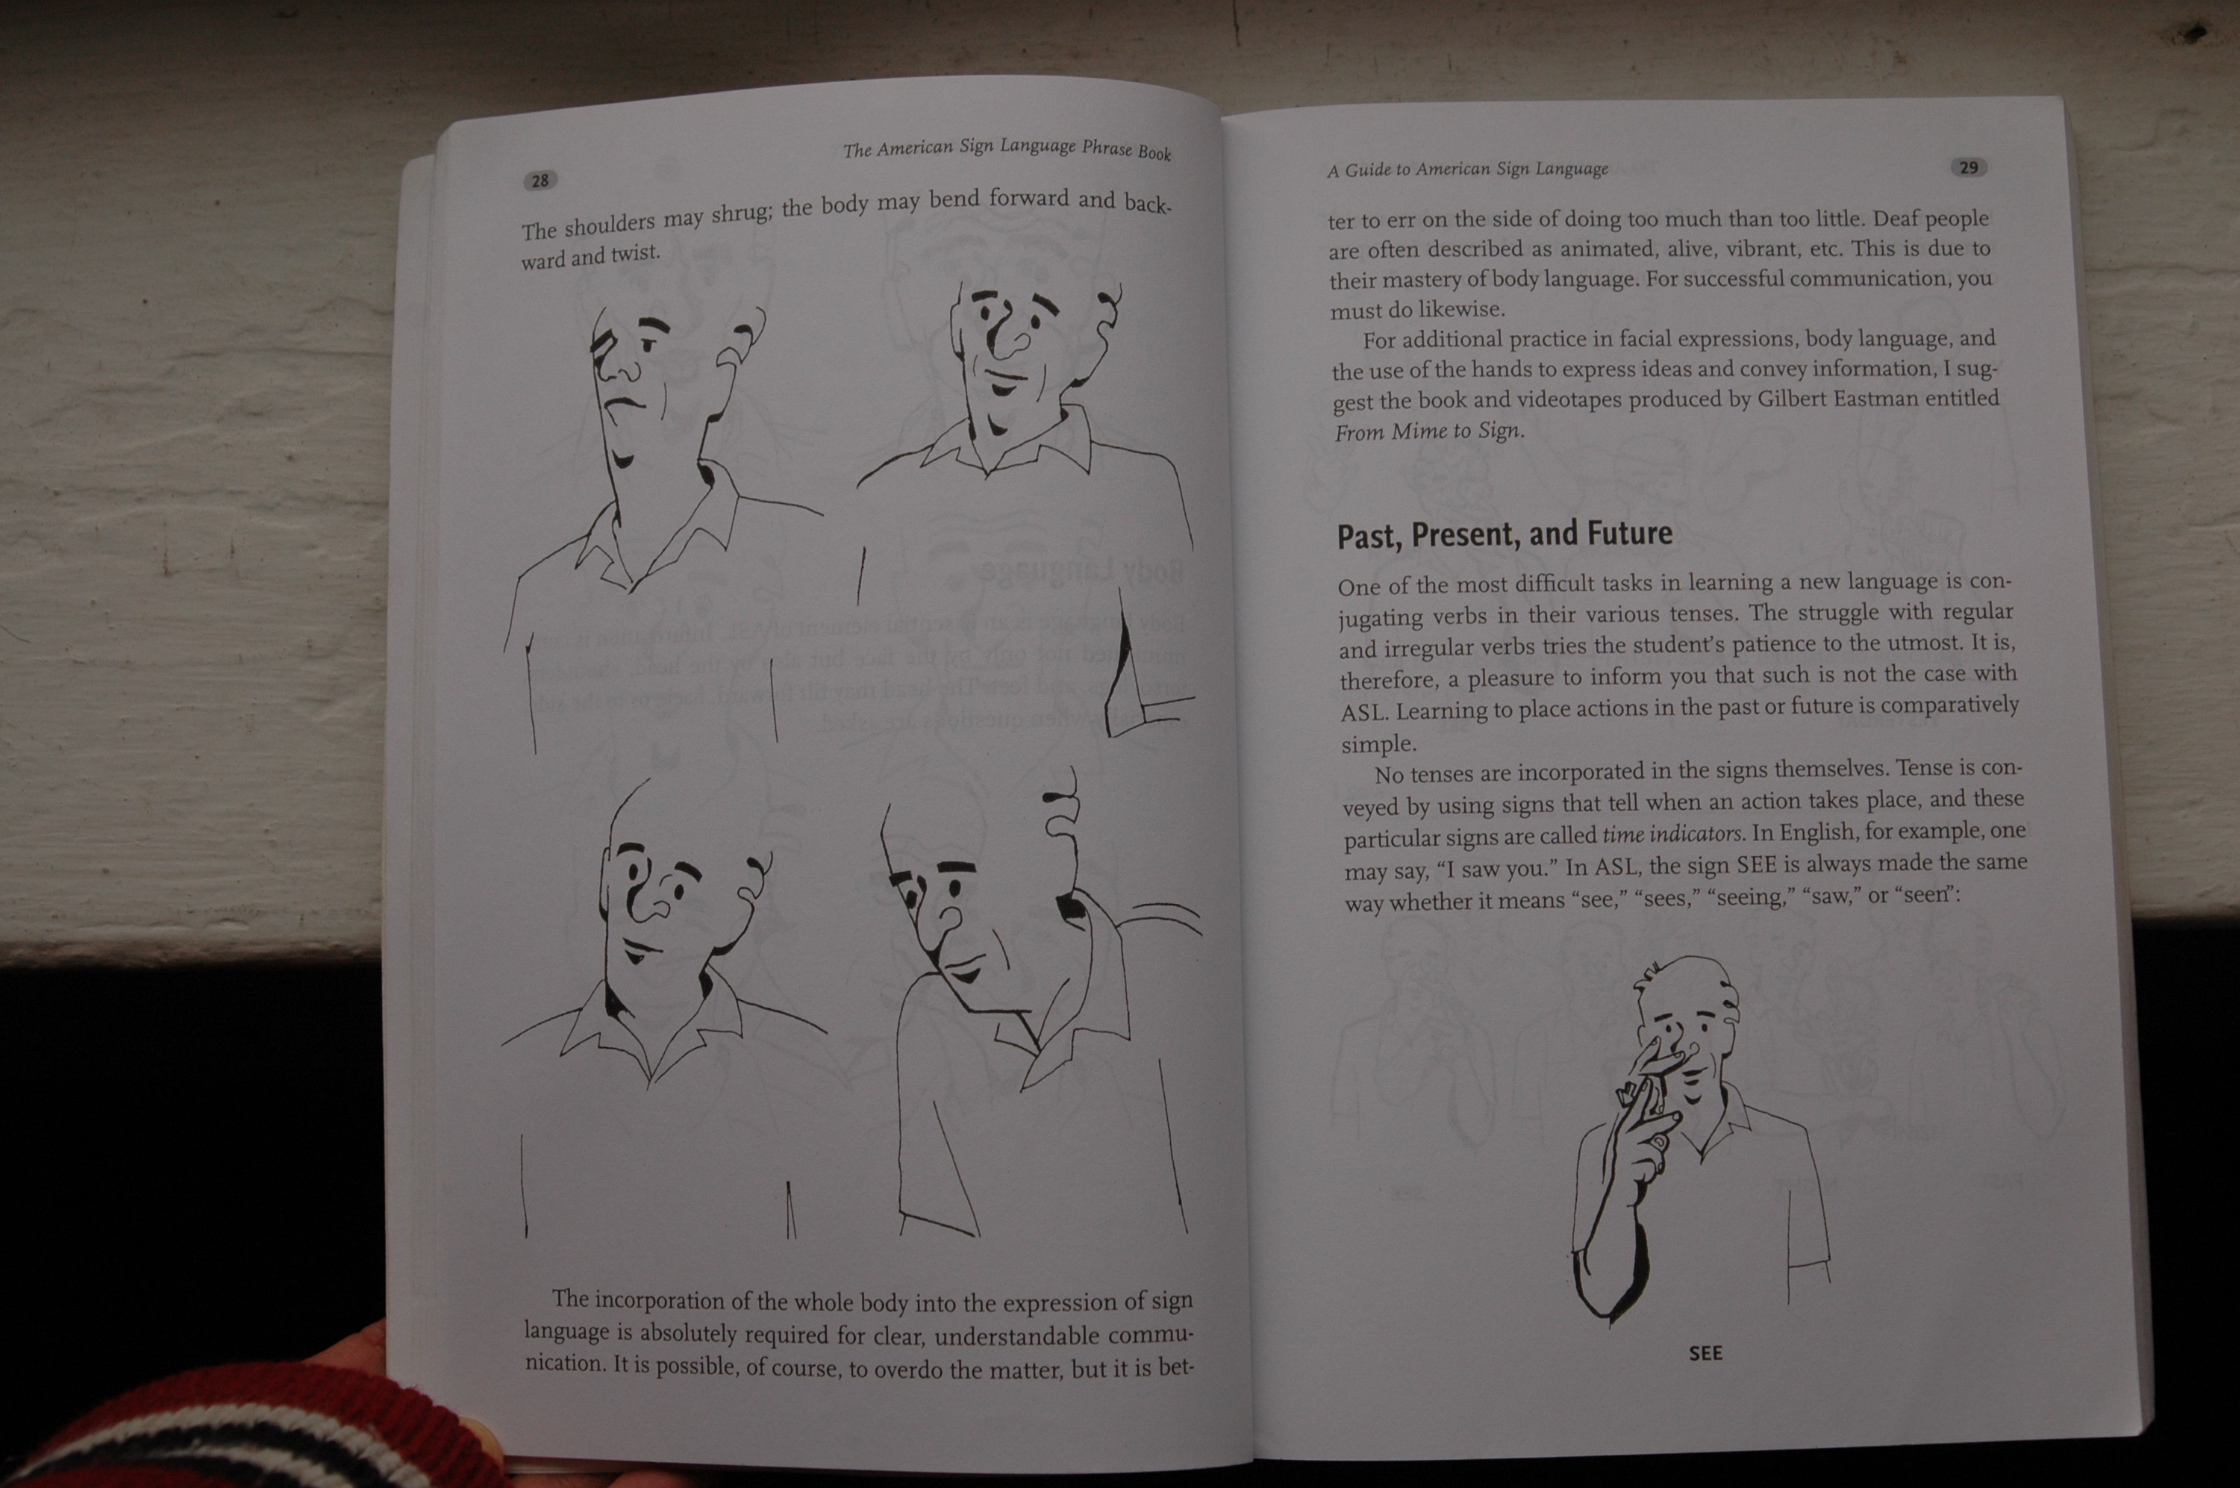 The American Sign Language Phrase Book
28
The shoulders may shrug; the body may bend forward and back-
ward and twist.
The incorporation of the whole body into the expression of sign
language is absolutely required for clear, understandable commu-
nication. It is possible, of course, to overdo the matter, but it is bet-
A Guide to American Sign Language
29
ter to err on the side of doing too much than too little. Deaf people
are often described as animated, alive, vibrant, etc. This is due to
their mastery of body language. For successful communication, you
must do likewise.
For additional practice in facial expressions, body language, and
the use of the hands to express ideas and convey information, I sug-
gest the book and videotapes produced by Gilbert Eastman entitled
From Mime to Sign.
Past, Present, and Future
One of the most difficult tasks in learning a new language is con-
jugating verbs in their various tenses. The struggle with regular
and irregular verbs tries the student's patience to the utmost. It is,
therefore, a pleasure to inform you that such is not the case with
ASL. Learning to place actions in the past or future is comparatively
simple.
No tenses are incorporated in the signs themselves. Tense is con-
veyed by using signs that tell when an action takes place, and these
particular signs are called time indicators. In English, for example, one
may say, “I saw you.” In ASL, the sign SEE is always made the same
way whether it means “see,” “sees,” “seeing,” “saw,” or “seen”:
SEE